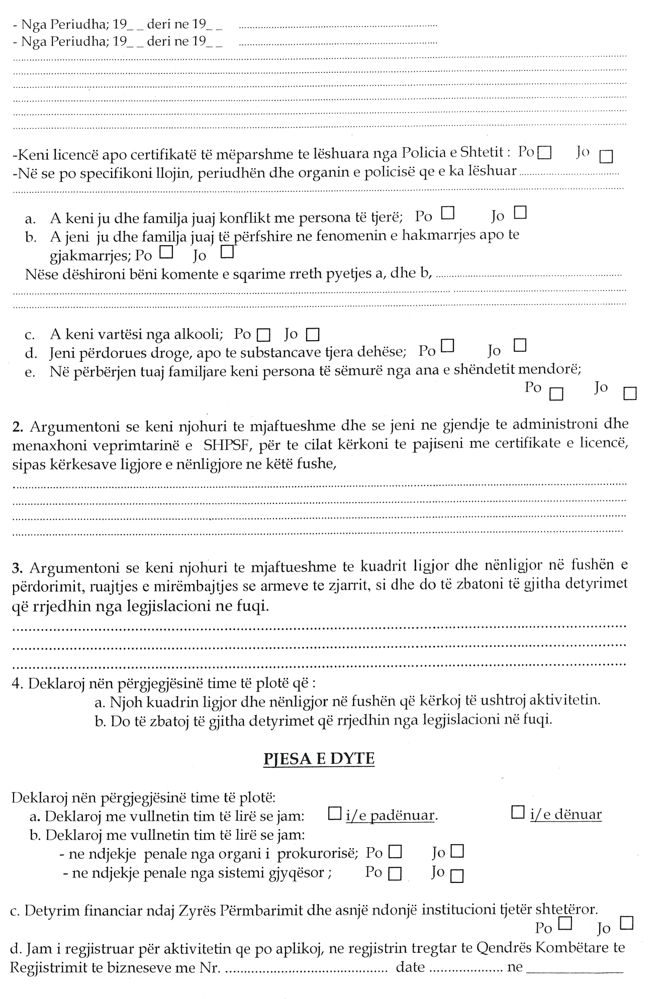 - Nga Periudha; 19_ _ deri ne 19_ _ ........................................
- Nga Periudha; 19_ _ deri ne 19_ _ ........................................
-Keni licencë apo certifikatë të mëparshme te lëshuara nga Policia e Shtetit : Po ☐ Jo ☐
-Në se po specifikoni llojin, periudhën dhe organin e policisë qe e ka lëshuar ........................................
a. A keni ju dhe familja juaj konflikt me persona të tjerë; Po ☐ Jo ☐
b. A jeni ju dhe familja juaj të përfshire ne fenomenin e hakmarrjes apo te
gjakmarrjes; Po ☐ Jo ☐
Nëse dëshironi bëni komente e sqarime rreth pyetjes a, dhe b, ........................................
c. A keni vartësi nga alkooli; Po ☐ Jo ☐
d. Jeni përdorues droge, apo te substancave tjera dehëse; Po ☐ Jo ☐
e. Në përbërjen tuaj familjare keni persona të sëmurë nga ana e shëndetit mendorë;
Po ☐ Jo ☐
2. Argumentoni se keni njohuri te mjaftueshme dhe se jeni ne gjendje te administroni dhe
menaxhoni veprimtarinë e SHPSF, për te cilat kërkoni te pajiseni me certifikate e licencë,
sipas kërkesave ligjore e nënligjore ne këtë fushe,
3. Argumentoni se keni njohuri te mjaftueshme te kuadrit ligjor dhe nënligjor në fushën e
përdorimit, ruajtjes e mirëmbajtjes se armeve te zjarrit, si dhe do të zbatoni të gjitha detyrimet
që rrjedhin nga legjislacioni ne fuqi.
4. Deklaroj nën përgjegjësinë time të plotë që :
a. Njoh kuadrin ligjor dhe nënligjor në fushën që kërkoj të ushtroj aktivitetin.
b. Do të zbatoj të gjitha detyrimet që rrjedhin nga legjislacioni në fuqi.
PJESA E DYTE
Deklaroj nën përgjegjësinë time të plotë:
a. Deklaroj me vullnetin tim të lirë se jam: ☐ i/e padënuar. ☐ i/e dënuar
b. Deklaroj me vullnetin tim të lirë se jam:
- ne ndjekje penale nga organi i prokurorisë; Po ☐ Jo ☐
- ne ndjekje penale nga sistemi gjyqësor ; Po ☐ Jo ☐
c. Detyrim financiar ndaj Zyrës Përmbarimit dhe asnjë ndonjë institucioni tjetër shtetëror.
Po ☐ Jo ☐
d. Jam i regjistruar për aktivitetin qe po aplikoj, ne regjistrin tregtar te Qendrës Kombëtare te
Regjistrimit te bizneseve me Nr. ........................................ date .................... ne ______________